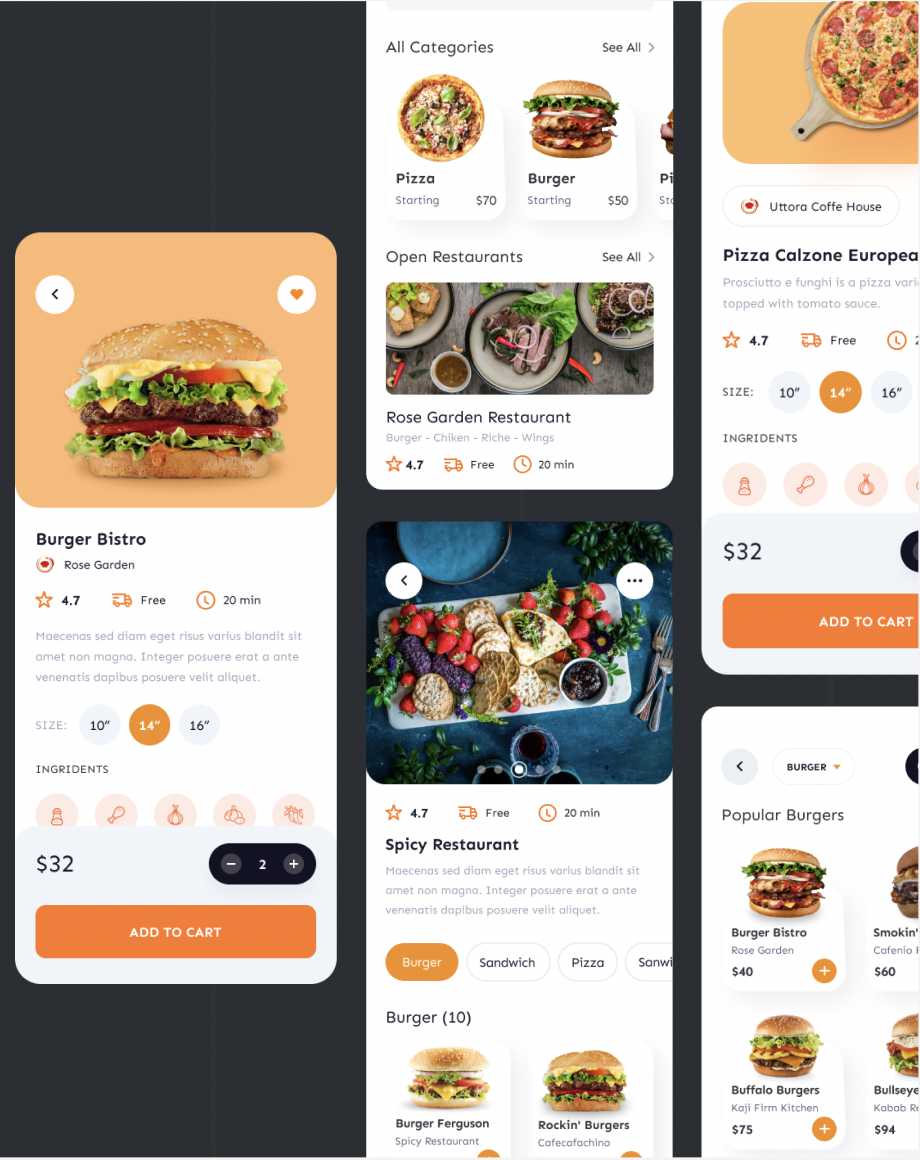 Burger Bistro
Rose Garden
4.7 Free 20 min
Maecenas sed diam eget risus varius blandit sit
amet non magna. Integer posuere erat a ante
venenatis dapibus posuere velit aliquet.
SIZE: 10” 14” 16”
INGRIDENTS
$32 2
ADD TO CART
All Categories See All
Pizza
Starting $70
Burger
Starting $50
Pi
Sta
Open Restaurants See All
Rose Garden Restaurant
Burger - Chiken - Riche - Wings
4.7 Free 20 min
4.7 Free 20 min
Spicy Restaurant
Maecenas sed diam eget risus varius blandit sit
amet non magna. Integer posuere erat a ante
venenatis dapibus posuere velit aliquet.
Burger Sandwich Pizza Sanwi
Burger (10)
Burger Ferguson
Spicy Restaurant
Rockin' Burgers
Cafecafachino
Uttora Coffe House
Pizza Calzone Europea
Prosciutto e funghi is a pizza vari
topped with tomato sauce.
4.7 Free 2
SIZE: 10” 14” 16”
INGRIDENTS
$32
ADD TO CART
BURGER
Popular Burgers
Burger Bistro
Rose Garden
$40
Smokin'
Cafenio
$60
Buffalo Burgers
Kaji Firm Kitchen
$75
Bullseye
Kabab Re
$94